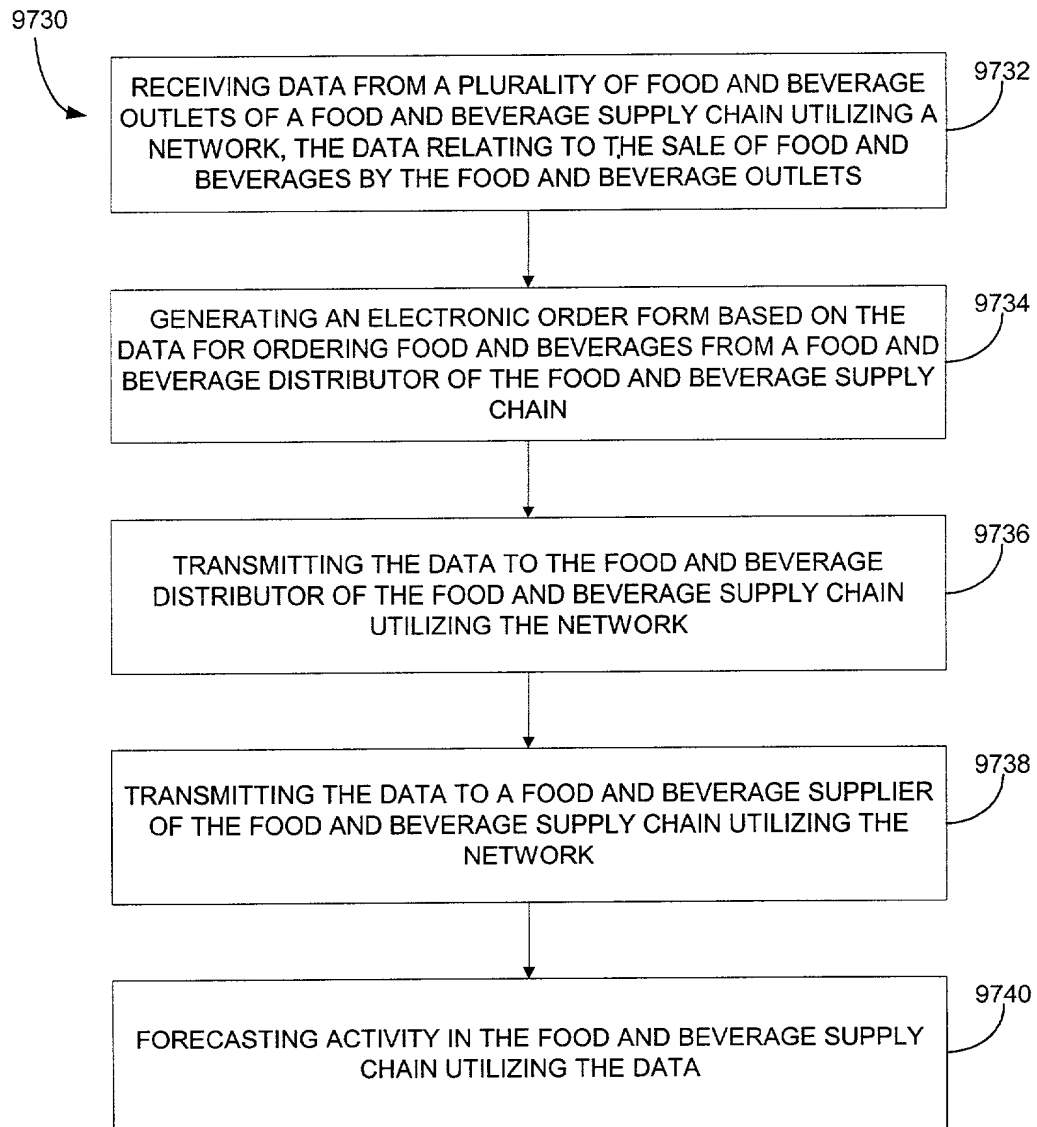 9730
RECEIVING DATA FROM A PLURALITY OF FOOD AND BEVERAGE
OUTLETS OF A FOOD AND BEVERAGE SUPPLY CHAIN UTILIZING A
NETWORK, THE DATA RELATING TO THE SALE OF FOOD AND
BEVERAGES BY THE FOOD AND BEVERAGE OUTLETS
9732
GENERATING AN ELECTRONIC ORDER FORM BASED ON THE
DATA FOR ORDERING FOOD AND BEVERAGES FROM A FOOD AND
BEVERAGE DISTRIBUTOR OF THE FOOD AND BEVERAGE SUPPLY
CHAIN
9734
TRANSMITTING THE DATA TO THE FOOD AND BEVERAGE
DISTRIBUTOR OF THE FOOD AND BEVERAGE SUPPLY CHAIN
UTILIZING THE NETWORK
9736
TRANSMITTING THE DATA TO A FOOD AND BEVERAGE SUPPLIER
OF THE FOOD AND BEVERAGE SUPPLY CHAIN UTILIZING THE
NETWORK
9738
FORECASTING ACTIVITY IN THE FOOD AND BEVERAGE SUPPLY
CHAIN UTILIZING THE DATA
9740